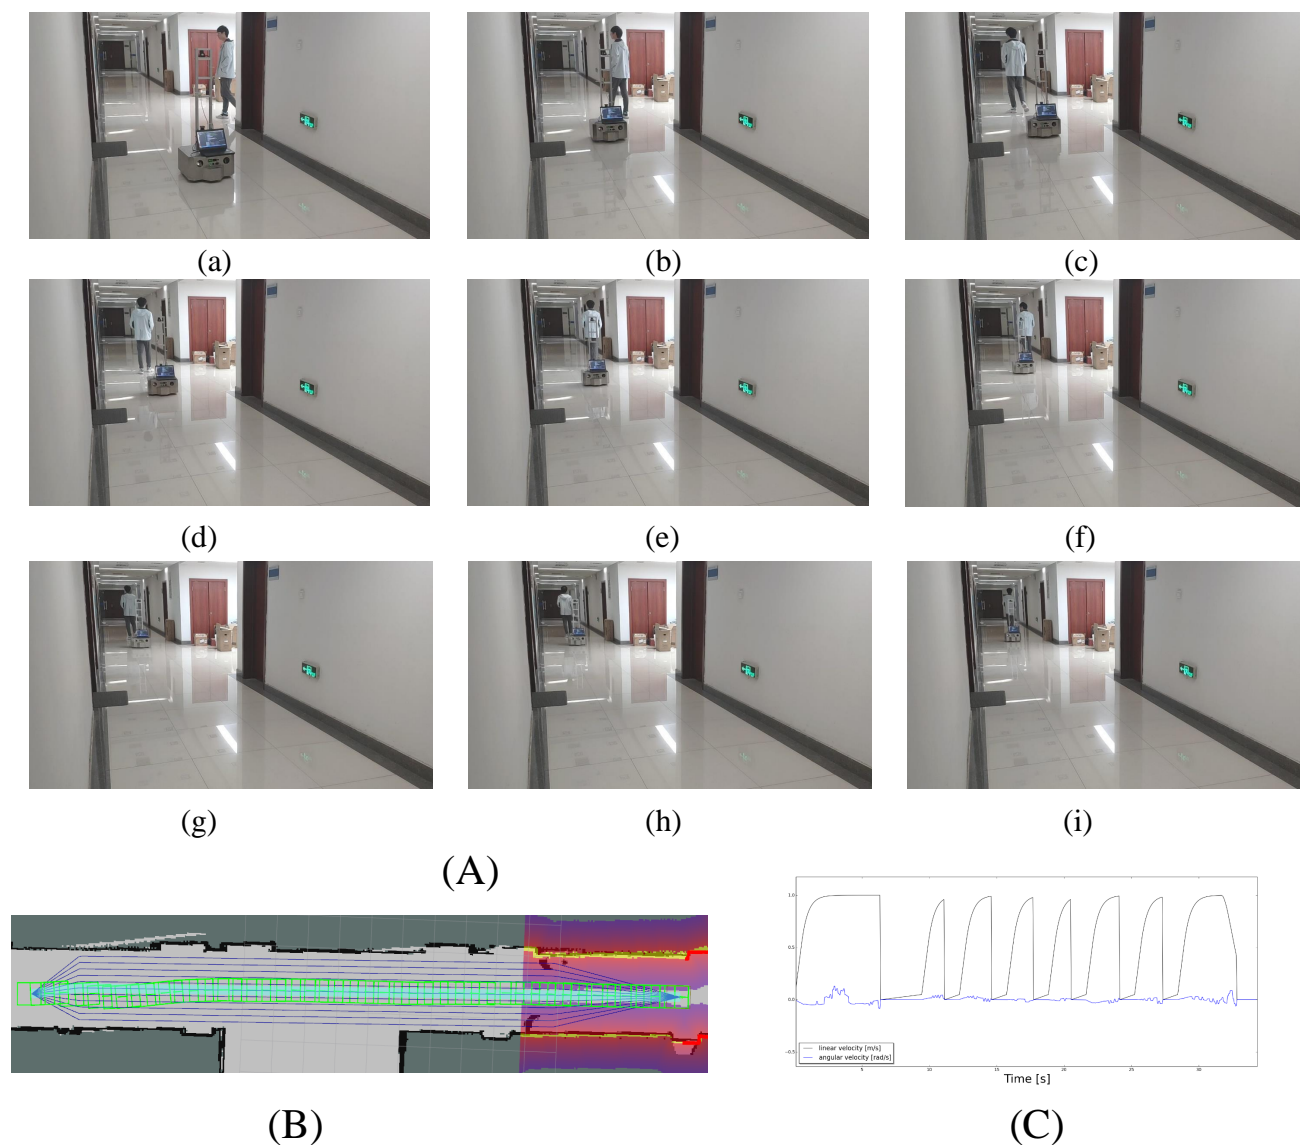 (a)
(b)
(c)
(d)
(e)
(f)
(g)
(h)
(i)
(A)
1.0
0.5
0.0
−0.5
linear velocity [m/s]
angular velocity [rad/s]
5
10
15
20
25
30
Time [s]
(B)
(C)